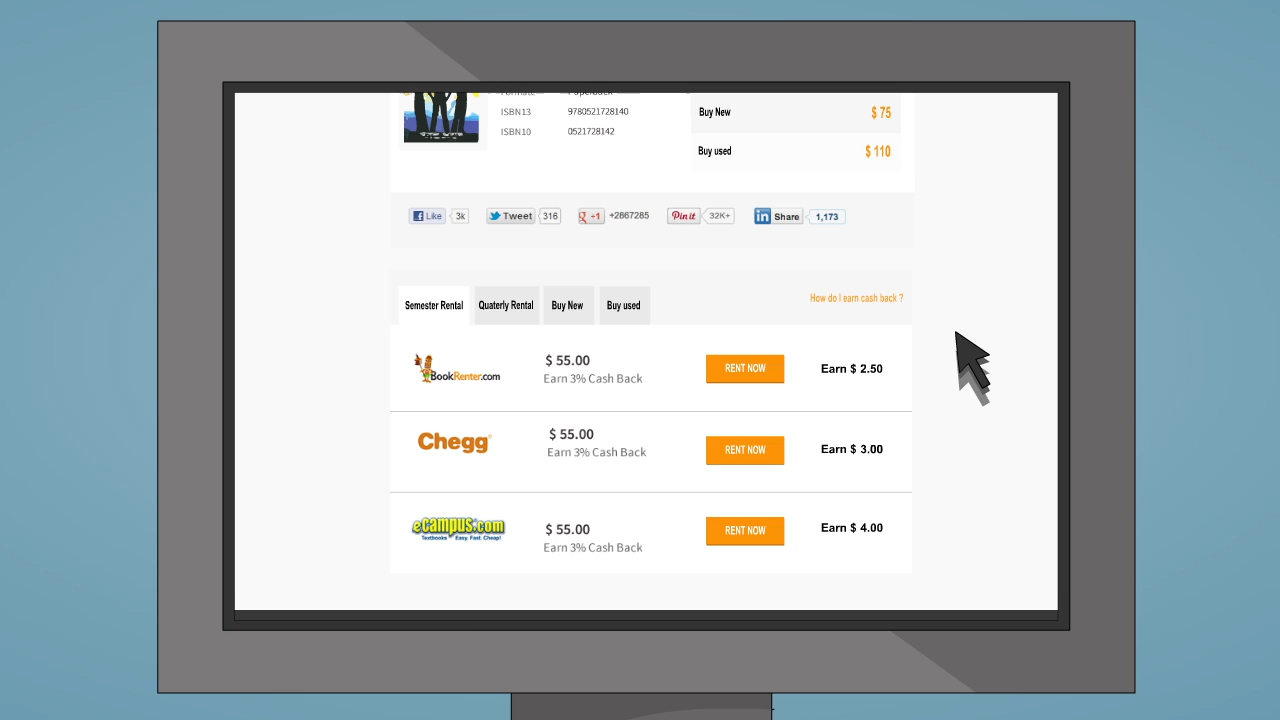 ISBN13 9780521728140
ISBN10 0521728142
Buy New $ 75
Buy used $ 110
Like 3k Tweet 316 +1 +2867285 Pin it 32K+ in Share 1,173
Semester Rental Quaterly Rental Buy New Buy used How do I earn cash back ?
BookRenter.com $ 55.00 RENT NOW Earn $ 2.50
Earn 3% Cash Back
Chegg $ 55.00 RENT NOW Earn $ 3.00
Earn 3% Cash Back
eCampus.com $ 55.00 RENT NOW Earn $ 4.00
Textbooks Easy. Fast. Cheap!
Earn 3% Cash Back